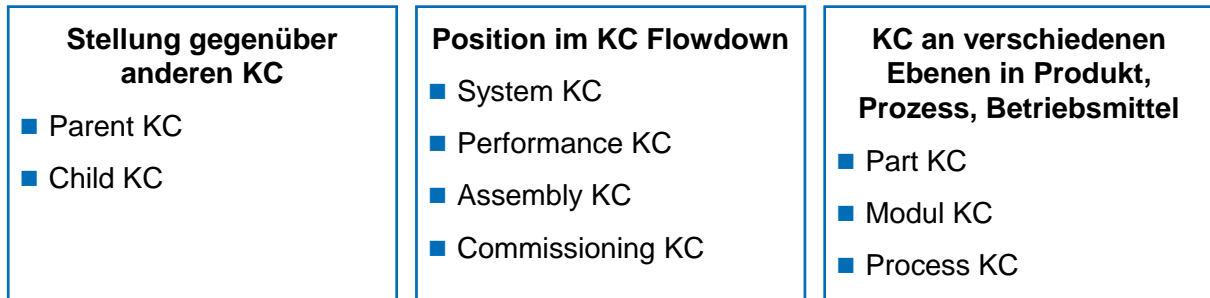 Stellung gegenüber
anderen KC
Parent KC
Child KC
Position im KC Flowdown
System KC
Performance KC
Assembly KC
Commissioning KC
KC an verschiedenen
Ebenen in Produkt,
Prozess, Betriebsmittel
Part KC
Modul KC
Process KC